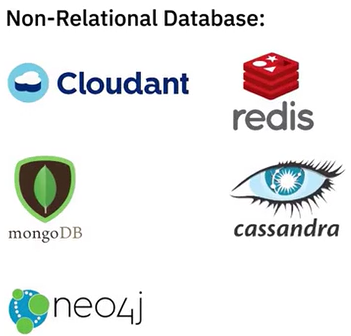 Non-Relational Database:
Cloudant
redis
mongoDB
cassandra
neo4j